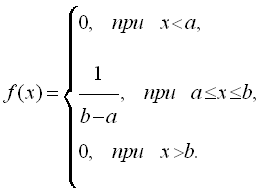 0, при x<a,
f(x)= 1/(b−a), при a≤x≤b,
0, при x>b.